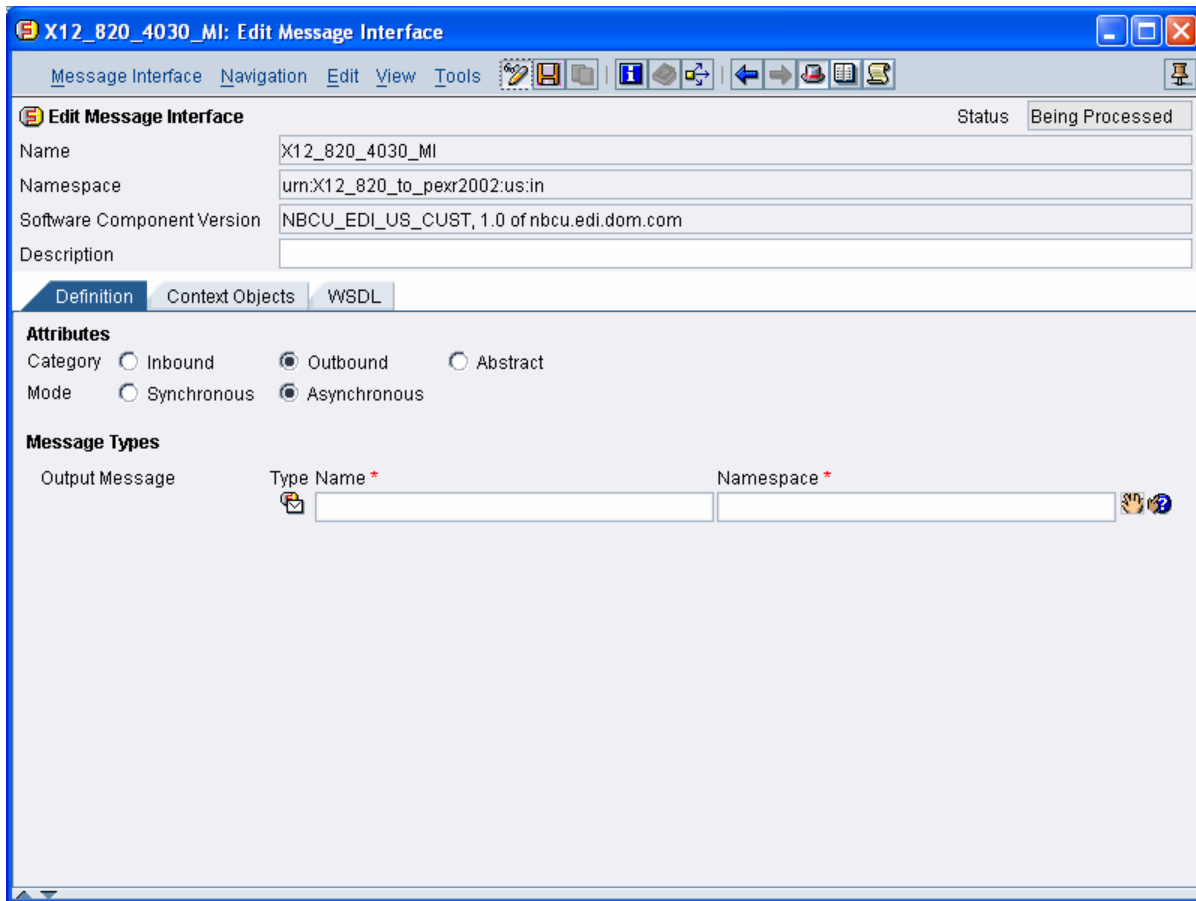 X12_820_4030_MI: Edit Message Interface
Message Interface Navigation Edit View Tools
Edit Message Interface Status Being Processed
Name X12_820_4030_MI
Namespace urn:X12_820_to_pexr2002:us:in
Software Component Version NBCU_EDI_US_CUST, 1.0 of nbcu.edi.dom.com
Description
Definition Context Objects WSDL
Attributes
Category Inbound Outbound Abstract
Mode Synchronous Asynchronous
Message Types
Output Message Type Name * Namespace *